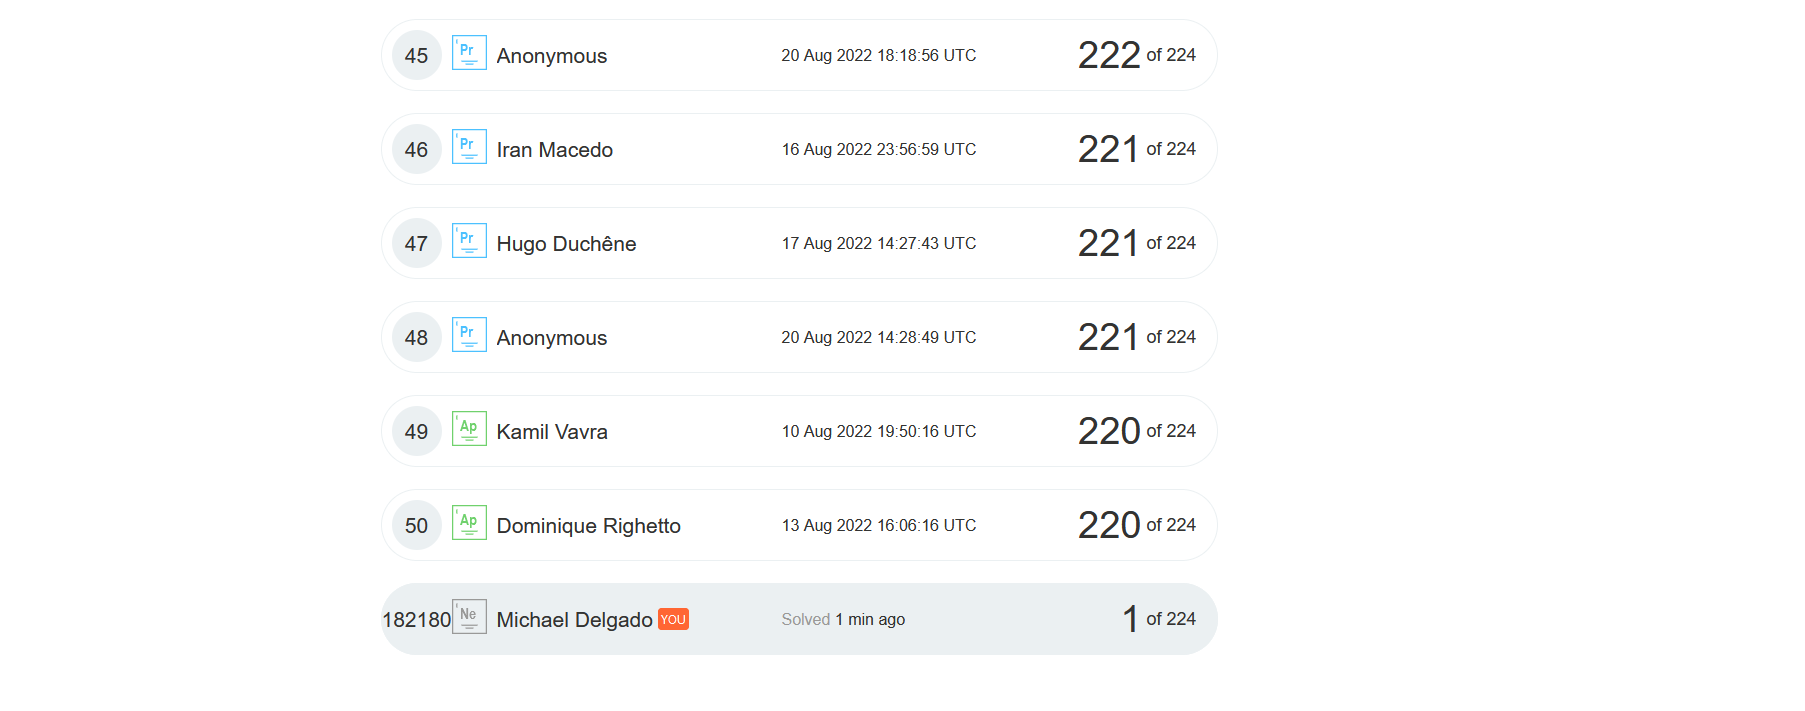 45 Pr Anonymous 20 Aug 2022 18:18:56 UTC 222 of 224
46 Pr Iran Macedo 16 Aug 2022 23:56:59 UTC 221 of 224
47 Pr Hugo Duchêne 17 Aug 2022 14:27:43 UTC 221 of 224
48 Pr Anonymous 20 Aug 2022 14:28:49 UTC 221 of 224
49 Ap Kamil Vavra 10 Aug 2022 19:50:16 UTC 220 of 224
50 Ap Dominique Righetto 13 Aug 2022 16:06:16 UTC 220 of 224
182180 Ne Michael Delgado YOU Solved 1 min ago 1 of 224